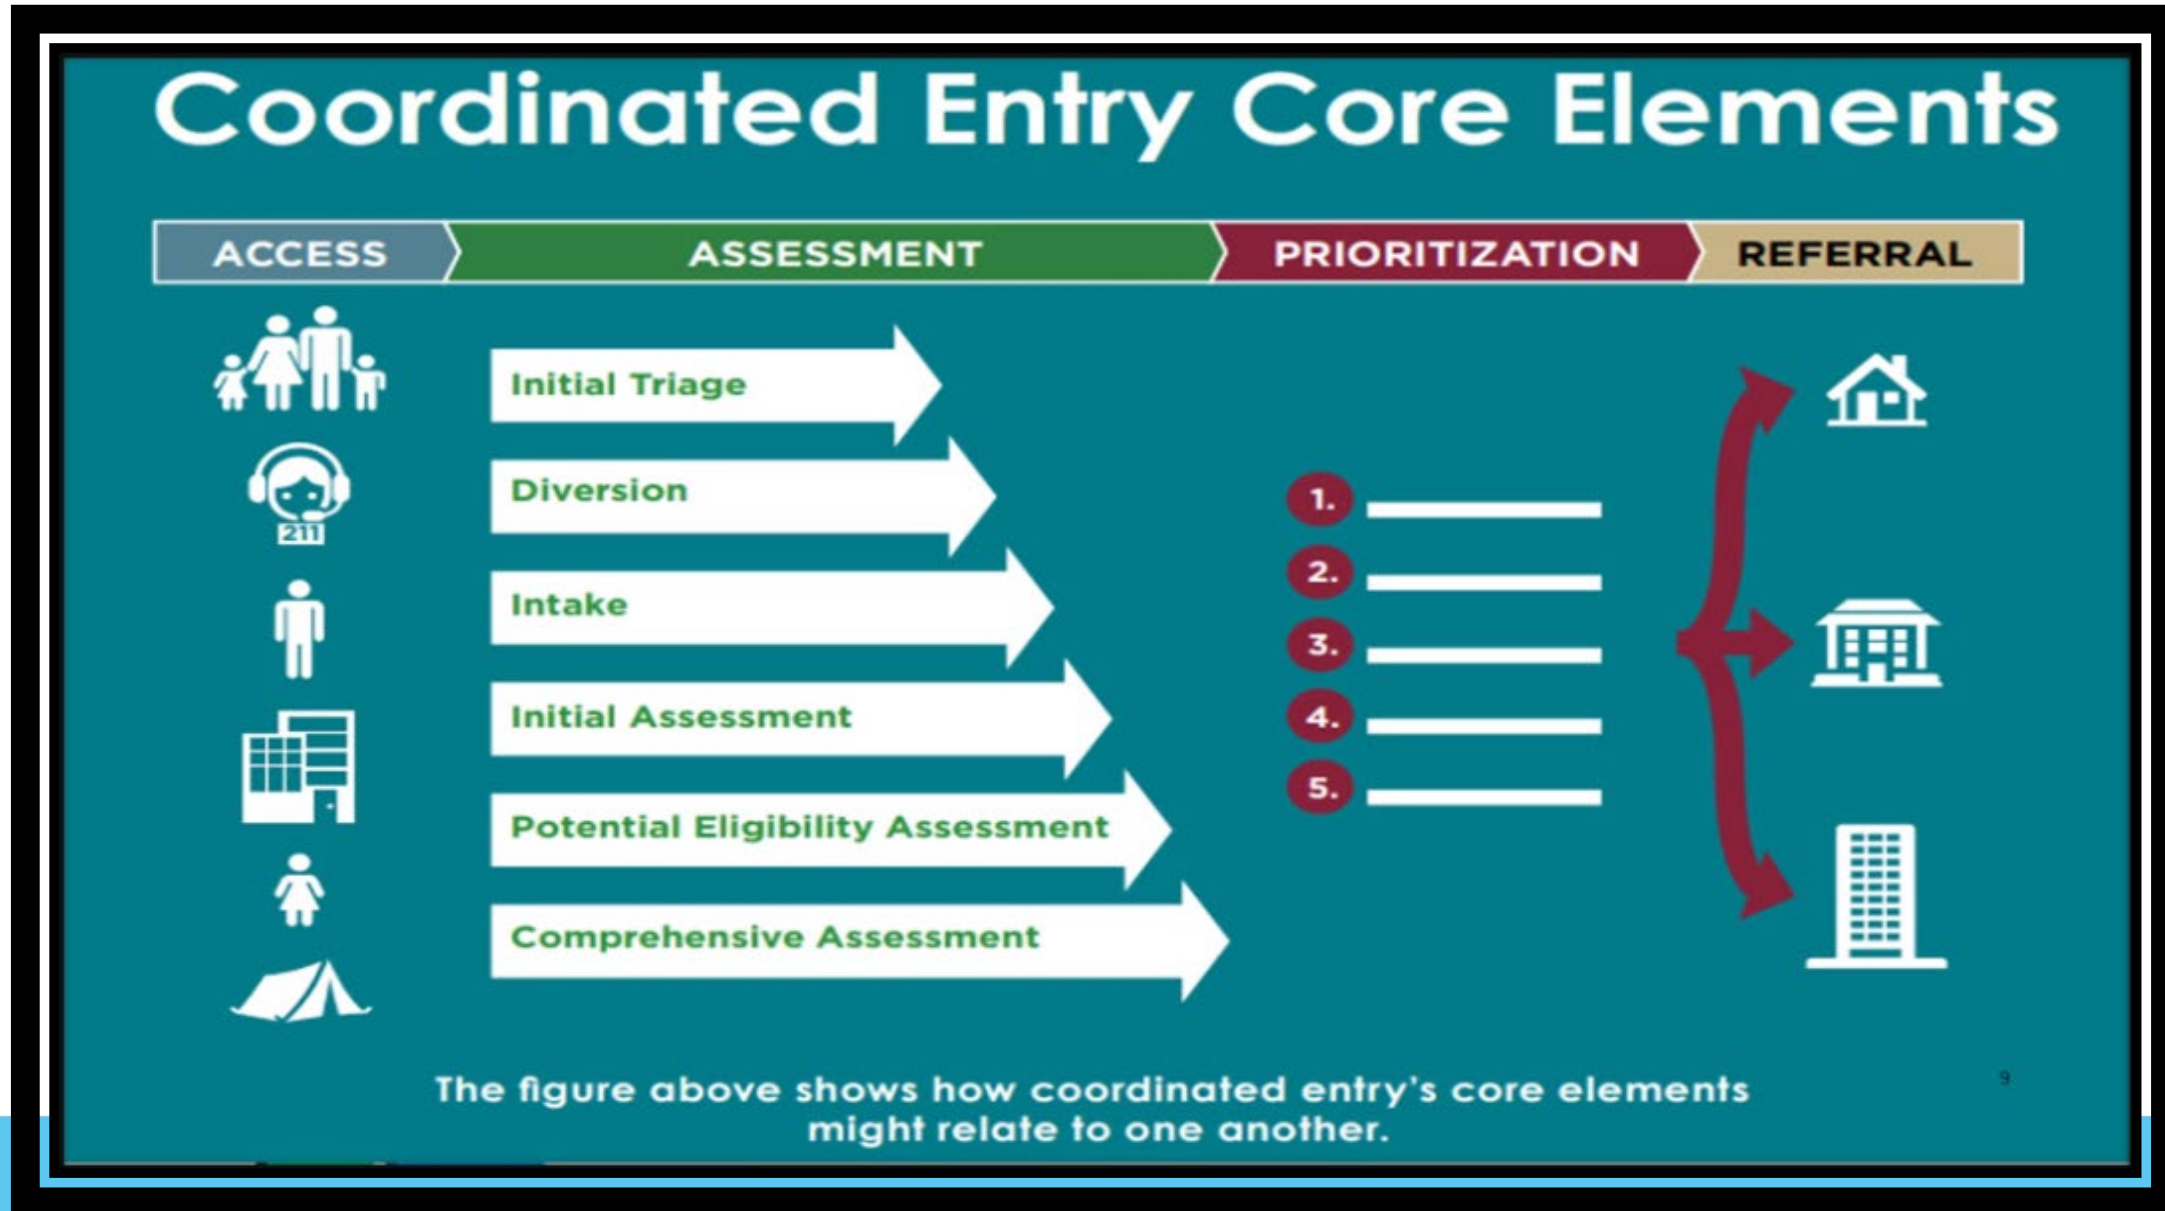 Coordinated Entry Core Elements
ACCESS
ASSESSMENT
PRIORITIZATION
REFERRAL
211
Initial Triage
Diversion
Intake
Initial Assessment
Potential Eligibility Assessment
Comprehensive Assessment
1.
2.
3.
4.
5.
The figure above shows how coordinated entry's core elements
might relate to one another.
9